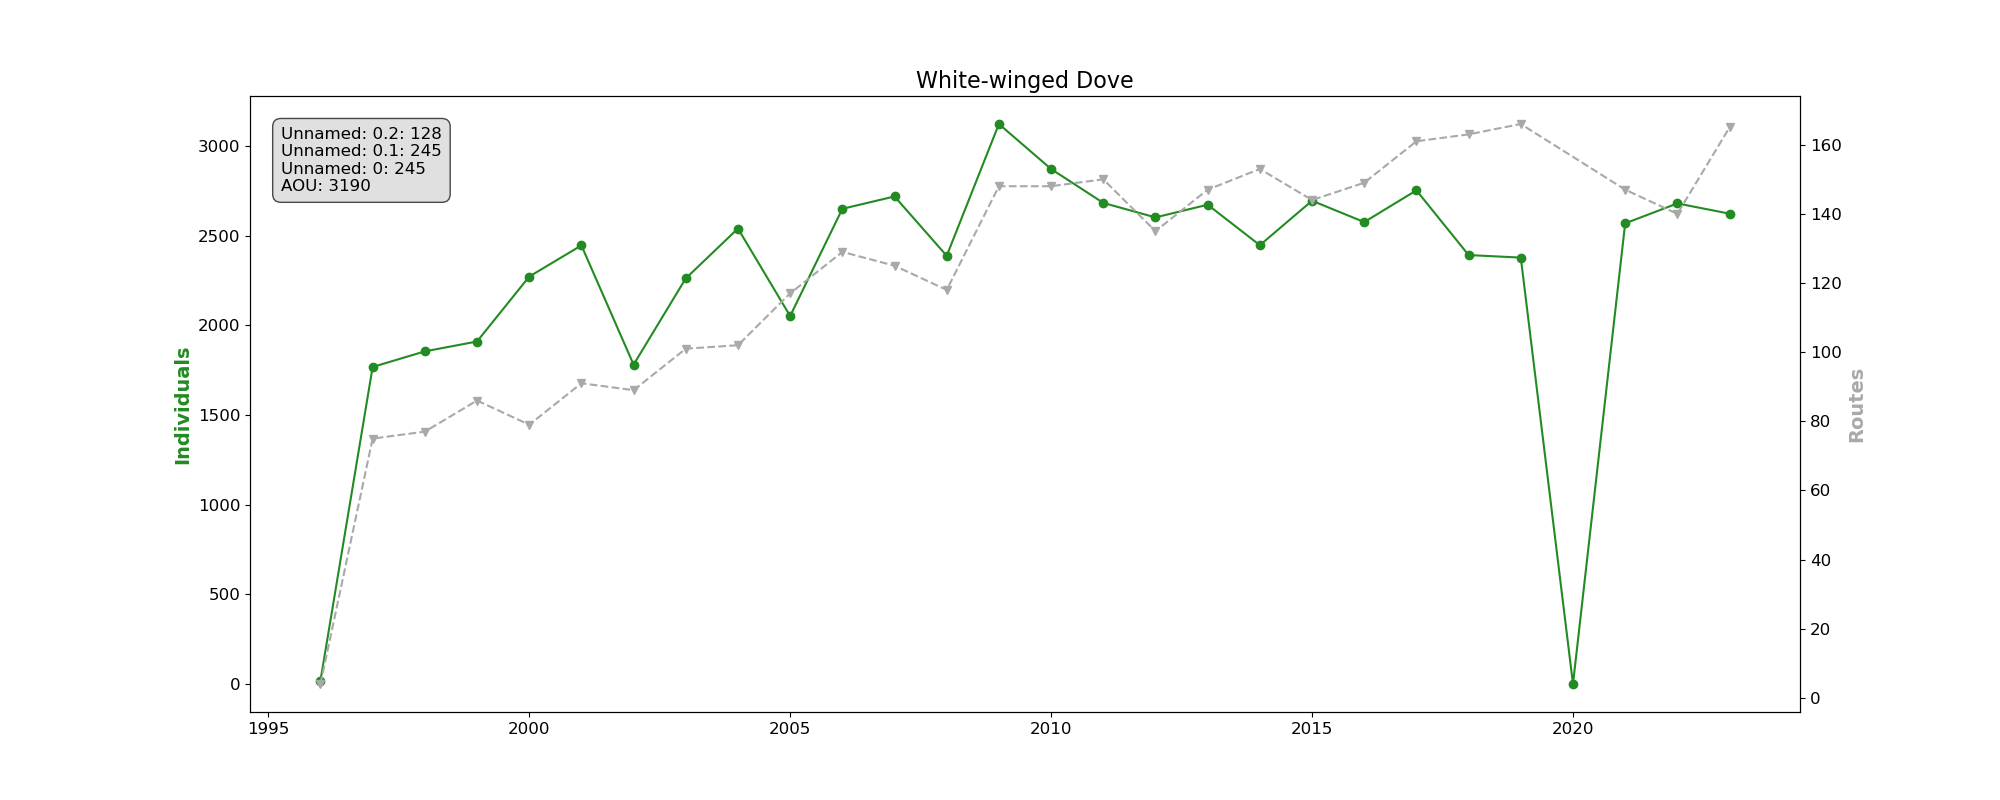 White-winged Dove
Unnamed: 0.2: 128
Unnamed: 0.1: 245
Unnamed: 0: 245
AOU: 3190
Individuals
3000
2500
2000
1500
1000
500
0
160
140
120
100
80
60
40
20
0
Routes
1995 2000 2005 2010 2015 2020